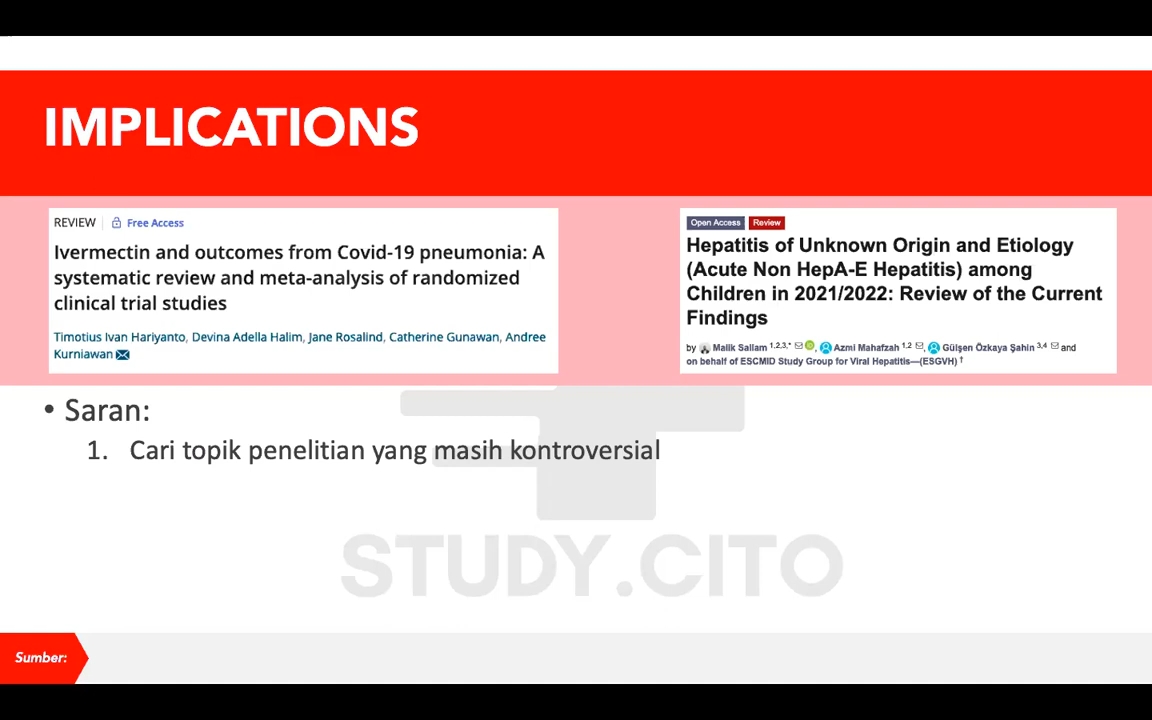 IMPLICATIONS
REVIEW Free Access
Ivermectin and outcomes from Covid-19 pneumonia: A
systematic review and meta-analysis of randomized
clinical trial studies
Timotius Ivan Hariyanto, Devina Adella Halim, Jane Rosalind, Catherine Gunawan, Andree
Kurniawan
Open Access Review
Hepatitis of Unknown Origin and Etiology
(Acute Non HepA-E Hepatitis) among
Children in 2021/2022: Review of the Current
Findings
by Malik Sallam 1,2,3,* Azmi Mahafzah 1,2 Gülşen Özkaya Şahin 3,4 and
on behalf of ESCMID Study Group for Viral Hepatitis—(ESGVH) †
• Saran:
1. Cari topik penelitian yang masih kontroversial
STUDY.CITO
Sumber: